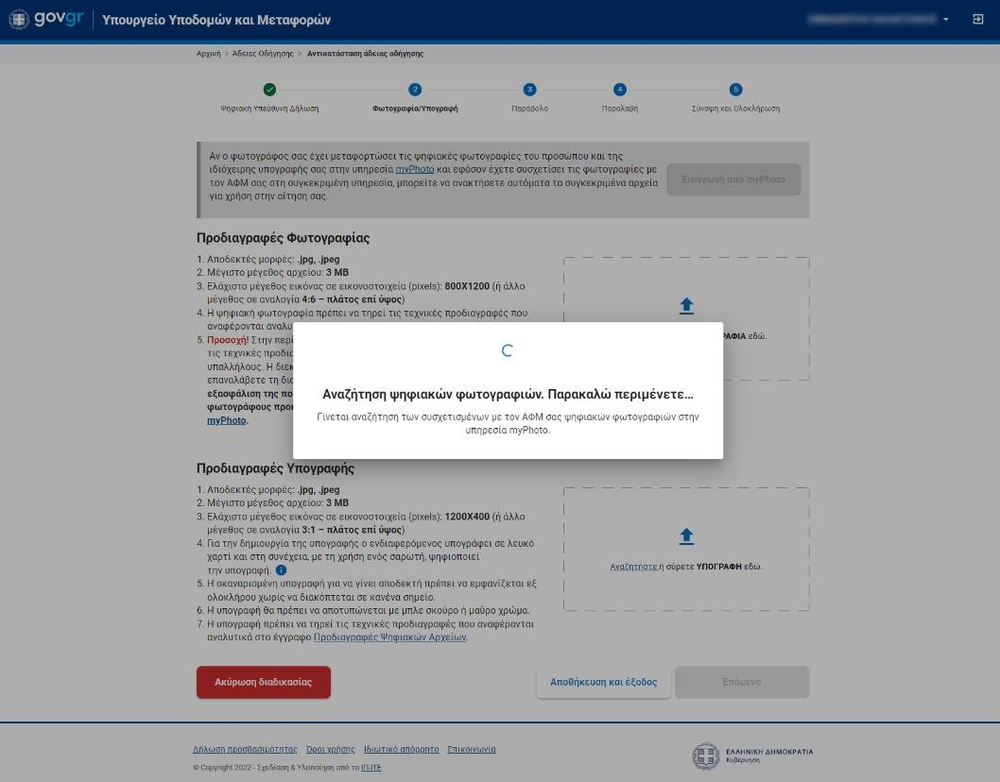 govgr
Υπουργείο Υποδομών και Μεταφορών
Αρχική > Άδειες Οδήγησης > Αντικατάσταση άδειας οδήγησης
2
3
4
5
Ψηφιακή Υπεύθυνη Δήλωση
Φωτογραφία/Υπογραφή
Παράβολο
Παραλαβή
Σύνοψη και Ολοκλήρωση
Αν ο φωτογράφος σας έχει μεταφορτώσει τις ψηφιακές φωτογραφίες του προσώπου και της
ιδιόχειρης υπογραφής σας στην υπηρεσία myPhoto και εφόσον έχετε συσχετίσει τις φωτογραφίες με
τον ΑΦΜ σας στη συγκεκριμένη υπηρεσία, μπορείτε να ανακτήσετε αυτόματα τα συγκεκριμένα αρχεία
για χρήση στην αίτηση σας.
Εισαγωγή από myPhoto
Προδιαγραφές Φωτογραφίας
1. Αποδεκτές μορφές: .jpg, .jpeg
2. Μέγιστο μέγεθος αρχείου: 3 MB
3. Ελάχιστο μέγεθος εικόνας σε εικονοστοιχεία (pixels): 800X1200 (ή άλλο
μέγεθος σε αναλογία 4:6 – πλάτος επί ύψος)
4. Η ψηφιακή φωτογραφία πρέπει να τηρεί τις τεχνικές προδιαγραφές που
αναφέρονται αναλυ
5. Προσοχή! Στην περί
τις τεχνικές προδια
υπαλλήλους. Η διεκ
επαναλάβετε τη δια
εξασφάλιση της πο
φωτογράφους προκ
myPhoto.
ΡΑΦΙΑ εδώ.
Αναζήτηση ψηφιακών φωτογραφιών. Παρακαλώ περιμένετε...
Γίνεται αναζήτηση των συσχετισμένων με τον ΑΦΜ σας ψηφιακών φωτογραφιών στην
υπηρεσία myPhoto.
Προδιαγραφές Υπογραφής
1. Αποδεκτές μορφές: .jpg, .jpeg
2. Μέγιστο μέγεθος αρχείου: 3 MB
3. Ελάχιστο μέγεθος εικόνας σε εικονοστοιχεία (pixels): 1200X400 (ή άλλο
μέγεθος σε αναλογία 3:1 – πλάτος επί ύψος)
4. Για την δημιουργία της υπογραφής ο ενδιαφερόμενος υπογράφει σε λευκό
χαρτί και στη συνέχεια, με τη χρήση ενός σαρωτή, ψηφιοποιεί
την υπογραφή.
5. Η σκαναρισμένη υπογραφή για να γίνει αποδεκτή πρέπει να εμφανίζεται εξ
ολοκλήρου χωρίς να διακόπτεται σε κανένα σημείο.
6. Η υπογραφή θα πρέπει να αποτυπώνεται με μπλε σκούρο ή μαύρο χρώμα.
7. Η υπογραφή πρέπει να τηρεί τις τεχνικές προδιαγραφές που αναφέρονται
αναλυτικά στο έγγραφο Προδιαγραφές Ψηφιακών Αρχείων.
Αναζητήστε ή σύρετε ΥΠΟΓΡΑΦΗ εδώ.
Ακύρωση διαδικασίας
Αποθήκευση και έξοδος
Επόμενο
Δήλωση προσβασιμότητας Όροι χρήσης Ιδιωτικό απόρρητο Επικοινωνία
© Copyright 2022 - Σχεδίαση & Υλοποίηση από το ΙΠ-ΙΤΕ
ΕΛΛΗΝΙΚΗ ΔΗΜΟΚΡΑΤΙΑ
Κυβέρνηση